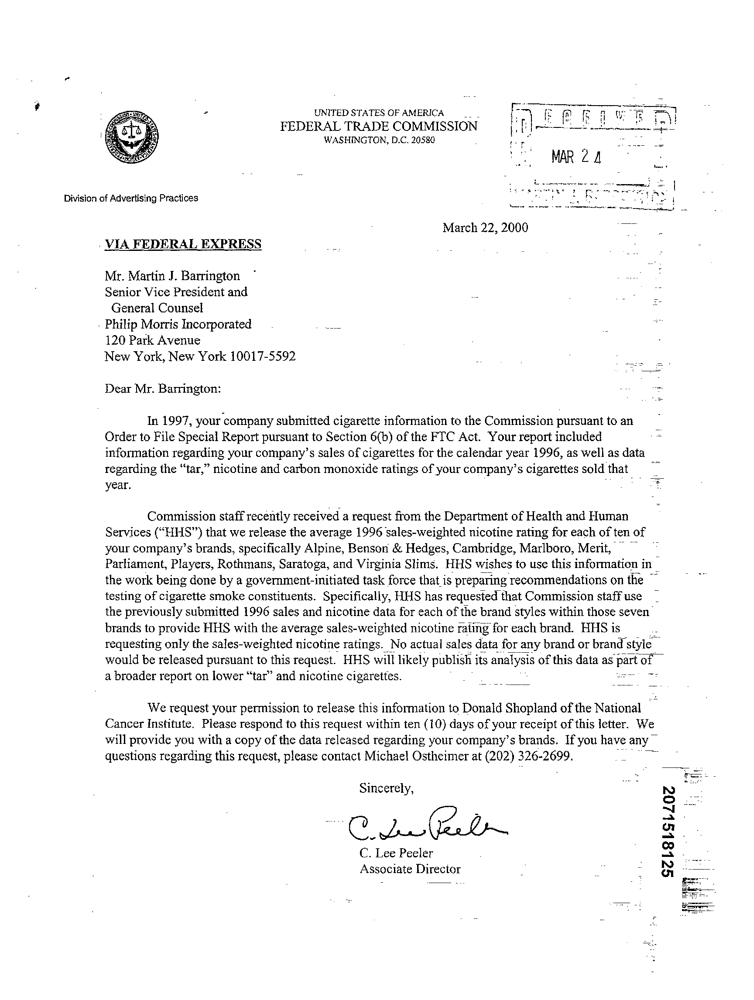 UNITED STATES OF AMERICA
FEDERAL TRADE COMMISSION
WASHINGTON, D.C. 20580
RECEIVED
MAR 24
Division of Advertising Practices
March 22, 2000
VIA FEDERAL EXPRESS
Mr. Martin J. Barrington
Senior Vice President and
General Counsel
Philip Morris Incorporated
120 Park Avenue
New York, New York 10017-5592
Dear Mr. Barrington:
In 1997, your company submitted cigarette information to the Commission pursuant to an
Order to File Special Report pursuant to Section 6(b) of the FTC Act. Your report included
information regarding your company's sales of cigarettes for the calendar year 1996, as well as data
regarding the "tar," nicotine and carbon monoxide ratings of your company's cigarettes sold that
year.
Commission staff recently received a request from the Department of Health and Human
Services ("HHS") that we release the average 1996 sales-weighted nicotine rating for each of ten of
your company's brands, specifically Alpine, Benson & Hedges, Cambridge, Marlboro, Merit,
Parliament, Players, Rothmans, Saratoga, and Virginia Slims. HHS wishes to use this information in
the work being done by a government-initiated task force that is preparing recommendations on the
testing of cigarette smoke constituents. Specifically, HHS has requested that Commission staff use
the previously submitted 1996 sales and nicotine data for each of the brand styles within those seven
brands to provide HHS with the average sales-weighted nicotine rating for each brand. HHS is
requesting only the sales-weighted nicotine ratings. No actual sales data for any brand or brand style
would be released pursuant to this request. HHS will likely publish its analysis of this data as part of
a broader report on lower "tar" and nicotine cigarettes.
We request your permission to release this information to Donald Shopland of the National
Cancer Institute. Please respond to this request within ten (10) days of your receipt of this letter. We
will provide you with a copy of the data released regarding your company's brands. If you have any
questions regarding this request, please contact Michael Ostheimer at (202) 326-2699.
Sincerely,
C. Lee Peeler
C. Lee Peeler
Associate Director
2071518125